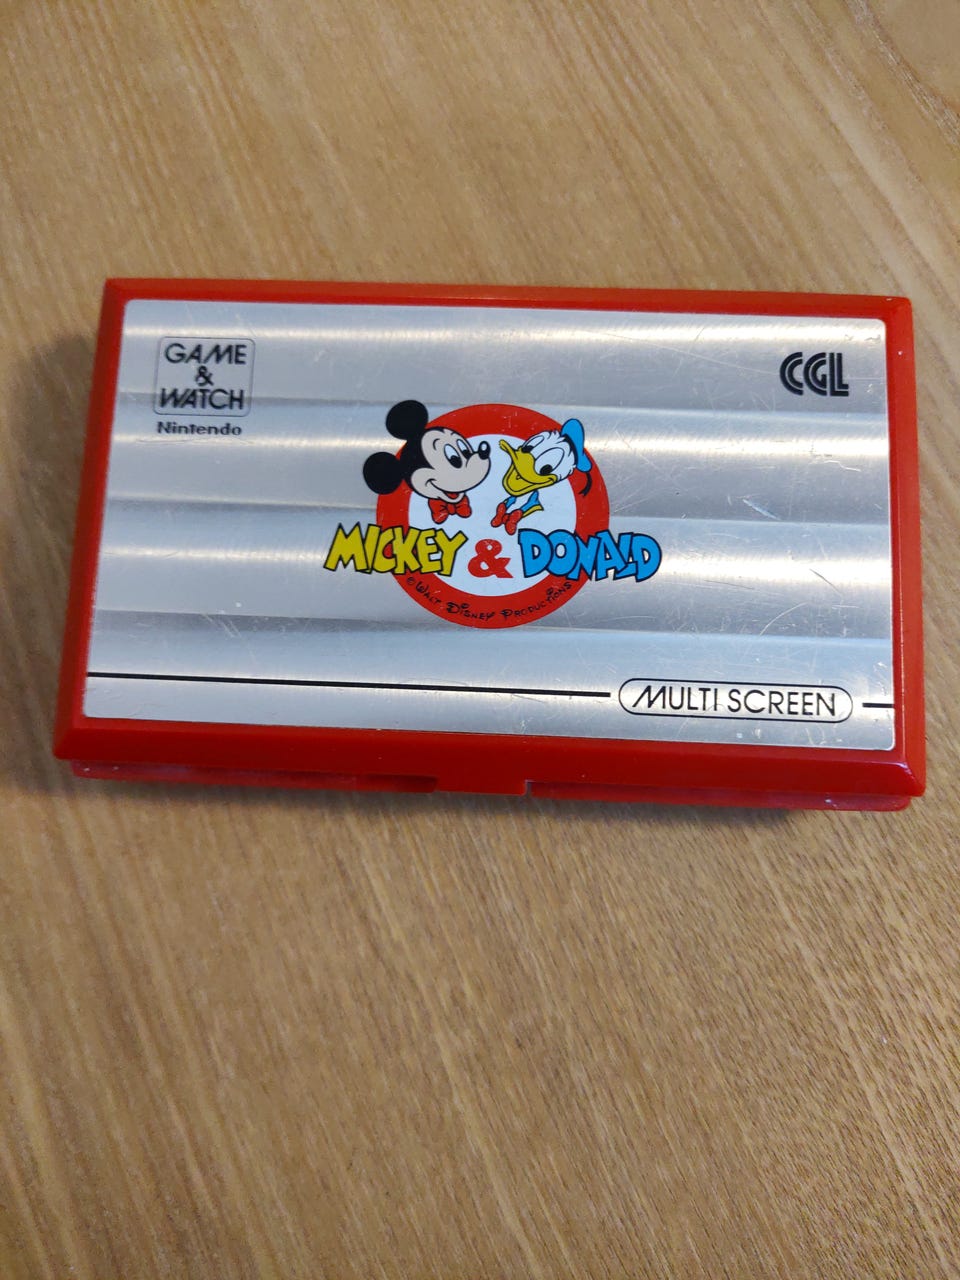 GAME
&
WATCH
Nintendo
CGL
MICKEY & DONALD
© WALT DISNEY PRODUCTIONS
MULTI SCREEN